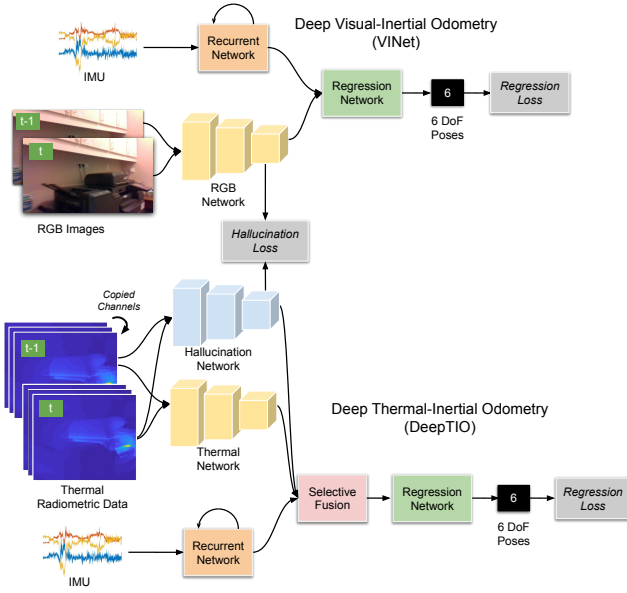 Deep Visual-Inertial Odometry
(VINet)
IMU
Recurrent
Network
Regression
Network
6
6 DoF
Poses
Regression
Loss
t-1
t
RGB Images
RGB
Network
Hallucination
Loss
Copied
Channels
t-1
t
Hallucination
Network
Thermal
Network
Thermal
Radiometric Data
Deep Thermal-Inertial Odometry
(DeepTIO)
Selective
Fusion
Regression
Network
6
6 DoF
Poses
Regression
Loss
IMU
Recurrent
Network